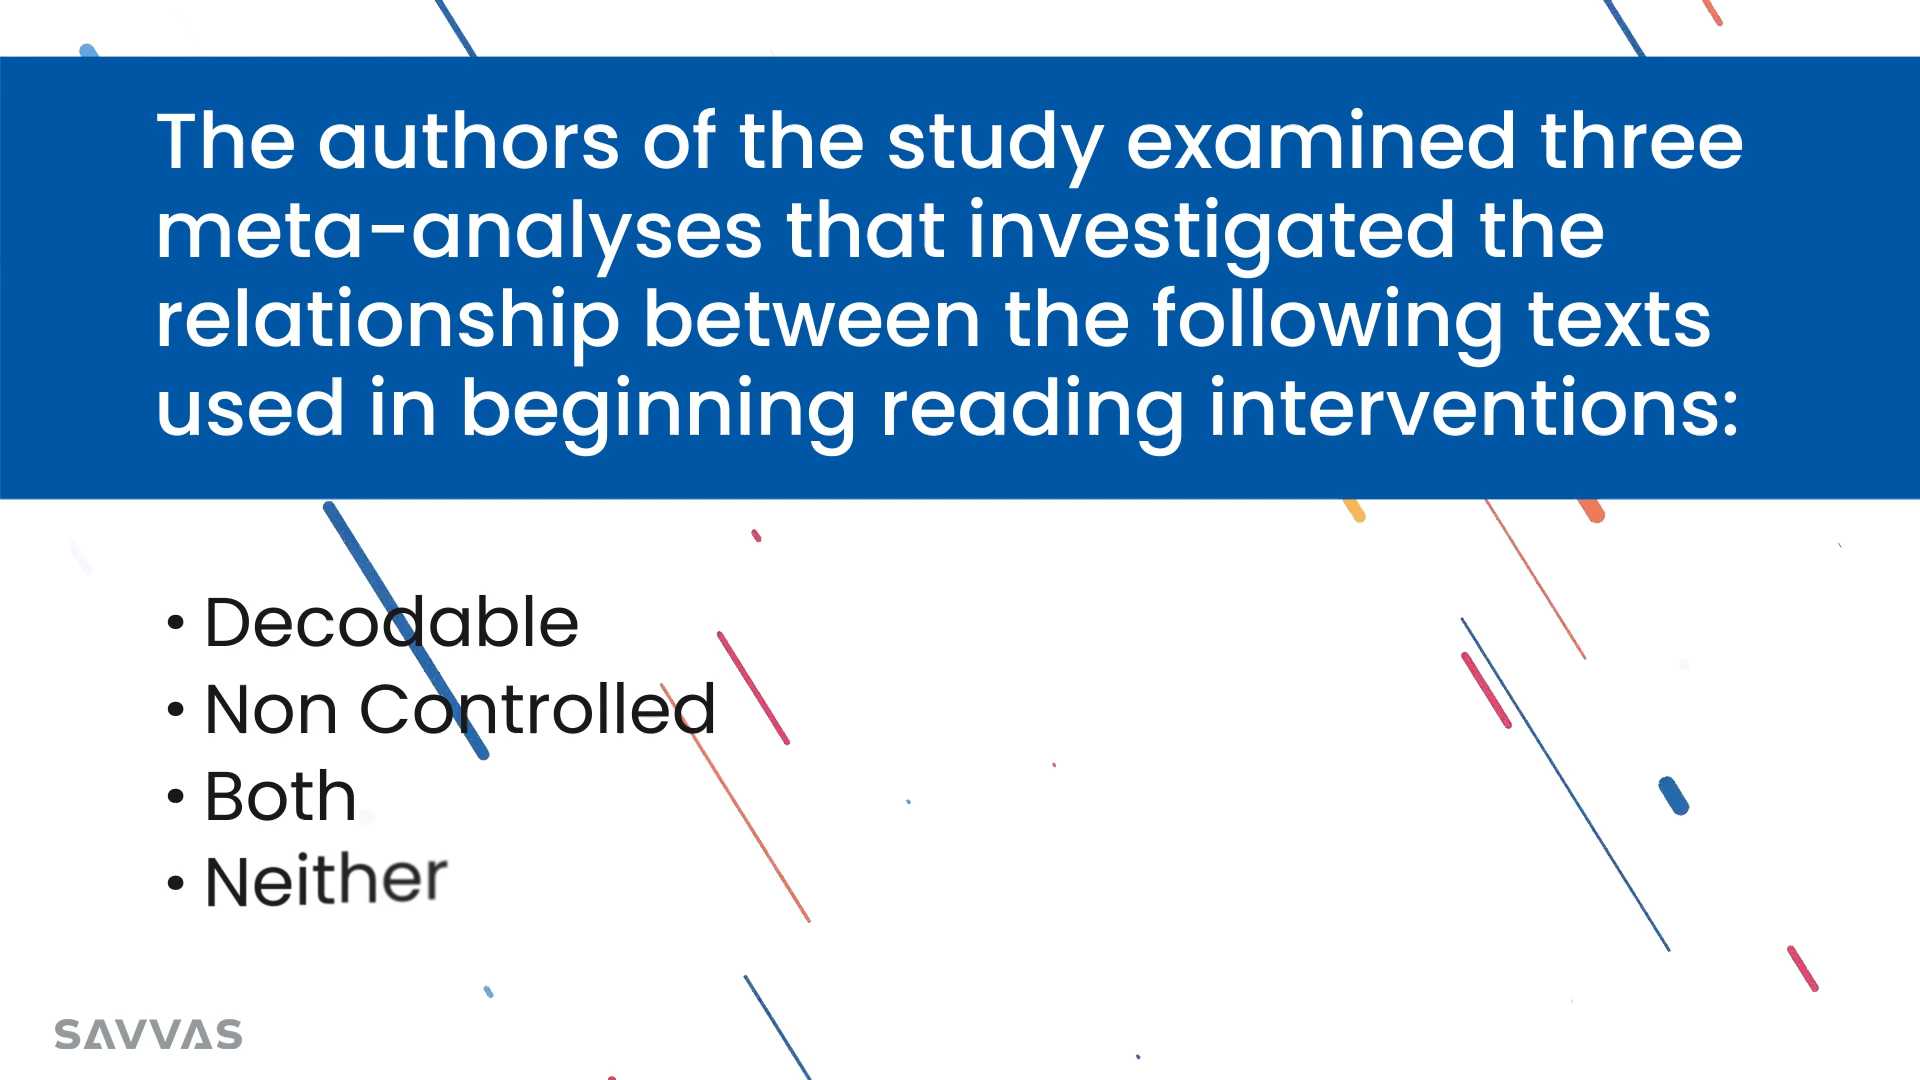 The authors of the study examined three
meta-analyses that investigated the
relationship between the following texts
used in beginning reading interventions:
• Decodable
• Non Controlled
• Both
• Neither
SAVVAS